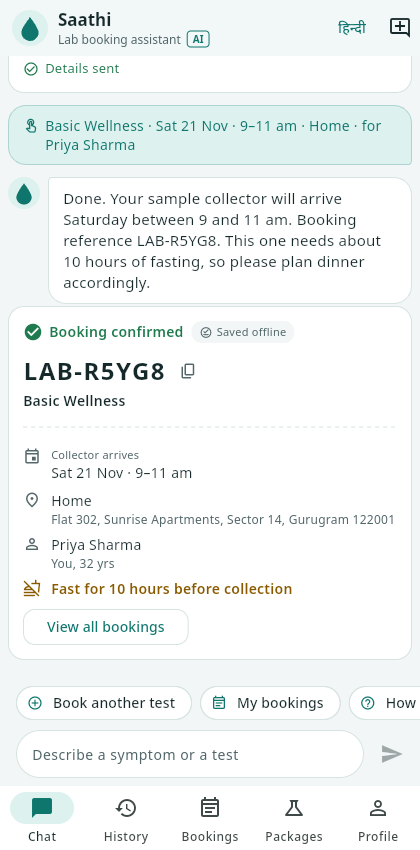 Saathi
Lab booking assistant AI
हिन्दी
Details sent
Basic Wellness · Sat 21 Nov · 9–11 am · Home · for
Priya Sharma
Done. Your sample collector will arrive
Saturday between 9 and 11 am. Booking
reference LAB-R5YG8. This one needs about
10 hours of fasting, so please plan dinner
accordingly.
Booking confirmed
Saved offline
LAB-R5YG8
Basic Wellness
Collector arrives
Sat 21 Nov · 9–11 am
Home
Flat 302, Sunrise Apartments, Sector 14, Gurugram 122001
Priya Sharma
You, 32 yrs
Fast for 10 hours before collection
View all bookings
Book another test
My bookings
How
Describe a symptom or a test
Chat
History
Bookings
Packages
Profile